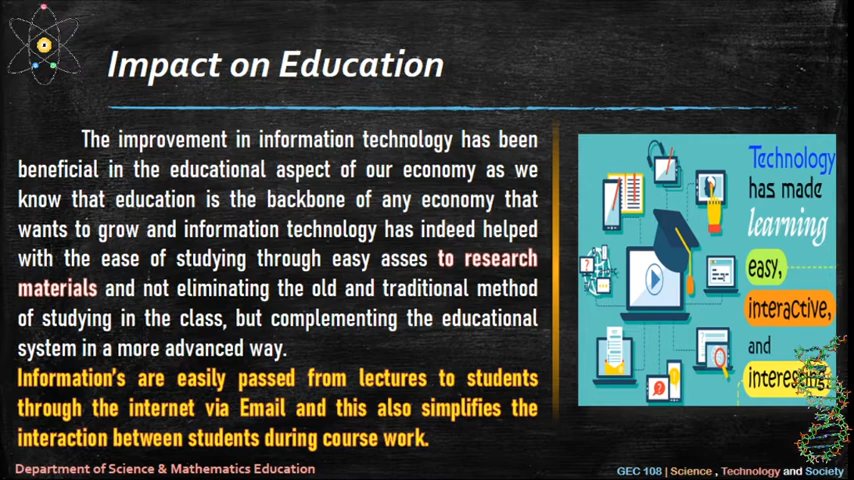 Impact on Education
The improvement in information technology has been
beneficial in the educational aspect of our economy as we
know that education is the backbone of any economy that
wants to grow and information technology has indeed helped
with the ease of studying through easy asses to research
materials and not eliminating the old and traditional method
of studying in the class, but complementing the educational
system in a more advanced way.
Information's are easily passed from lectures to students
through the internet via Email and this also simplifies the
interaction between students during course work.
Technology
has made
learning
easy,
interactive,
and
interesting.
Department of Science & Mathematics Education
GEC 108 | Science , Technology and Society